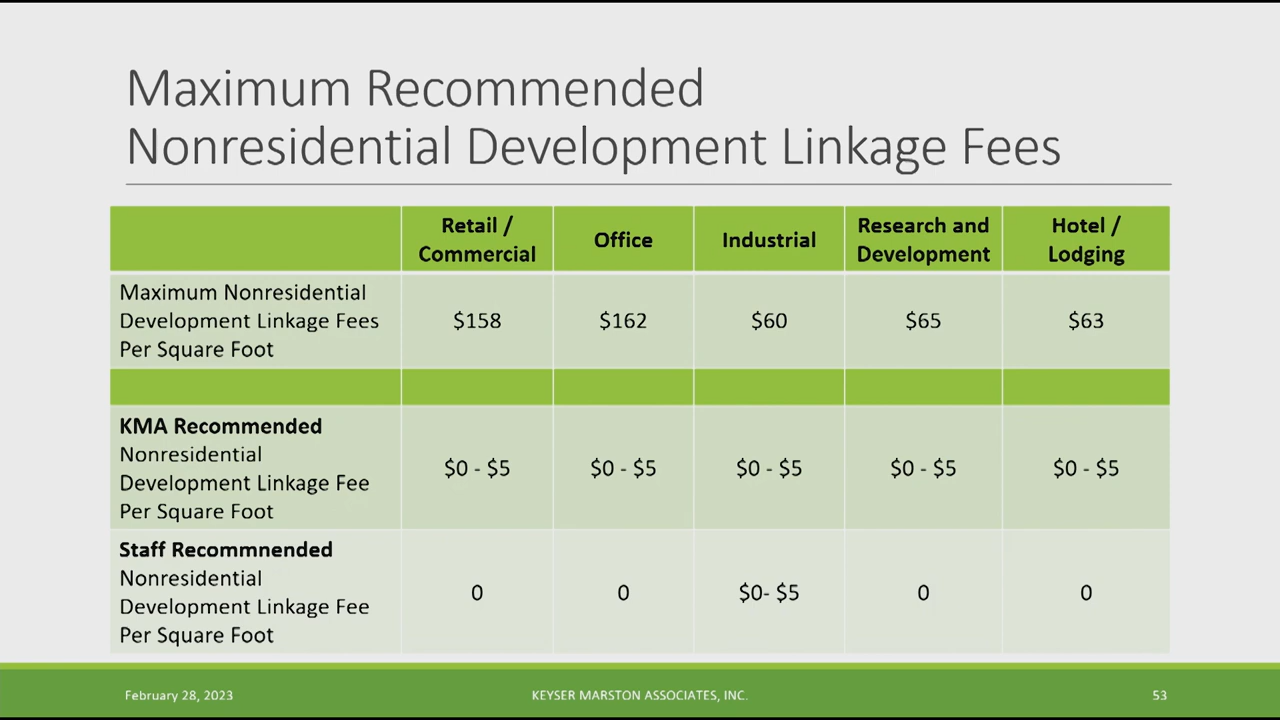 Maximum Recommended
Nonresidential Development Linkage Fees
Retail /
Commercial
Office
Industrial
Research and
Development
Hotel /
Lodging
Maximum Nonresidential
Development Linkage Fees
Per Square Foot
$158
$162
$60
$65
$63
KMA Recommended
Nonresidential
Development Linkage Fee
Per Square Foot
$0 - $5
$0 - $5
$0 - $5
$0 - $5
$0 - $5
Staff Recommnended
Nonresidential
Development Linkage Fee
Per Square Foot
0
0
$0- $5
0
0
February 28, 2023
KEYSER MARSTON ASSOCIATES, INC.
53